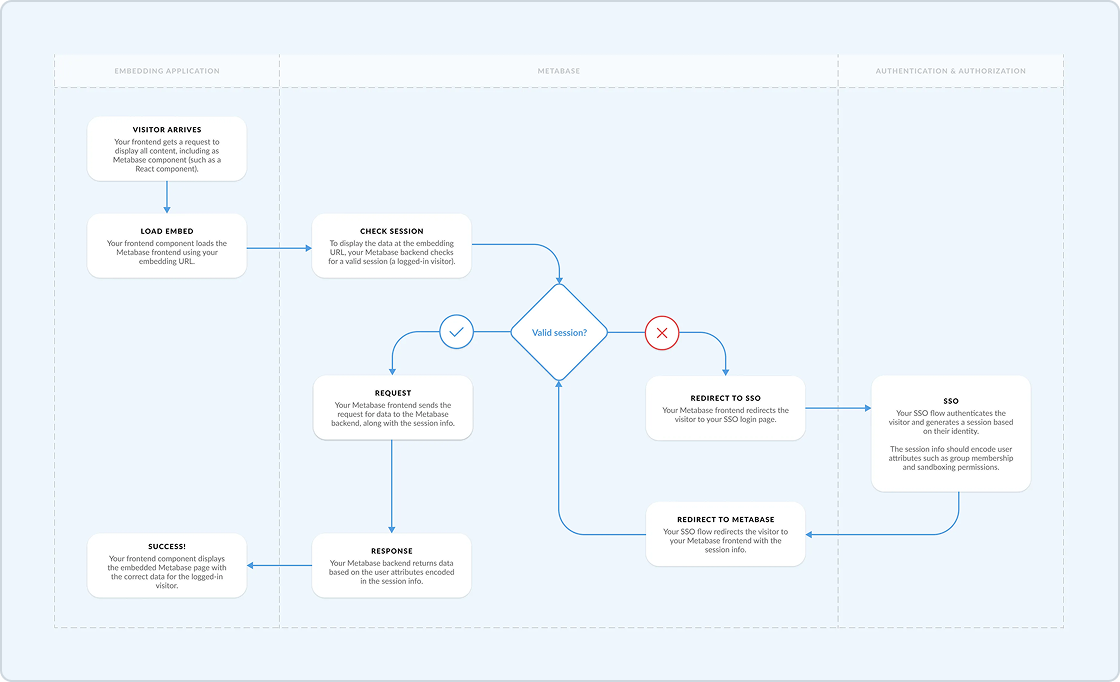 EMBEDDING APPLICATION
METABASE
AUTHENTICATION & AUTHORIZATION
VISITOR ARRIVES
Your frontend gets a request to
display all content, including as
Metabase component (such as a
React component).
LOAD EMBED
Your frontend component loads the
Metabase frontend using your
embedding URL.
CHECK SESSION
To display the data at the embedding
URL, your Metabase backend checks
for a valid session (a logged-in visitor).
Valid session?
REQUEST
Your Metabase frontend sends the
request for data to the Metabase
backend, along with the session info.
REDIRECT TO SSO
Your Metabase frontend redirects the
visitor to your SSO login page.
SSO
Your SSO flow authenticates the
visitor and generates a session based
on their identity.
The session info should encode user
attributes such as group membership
and sandboxing permissions.
REDIRECT TO METABASE
Your SSO flow redirects the visitor to
your Metabase frontend with the
session info.
RESPONSE
Your Metabase backend returns data
based on the user attributes encoded
in the session info.
SUCCESS!
Your frontend component displays
the embedded Metabase page with
the correct data for the logged-in
visitor.